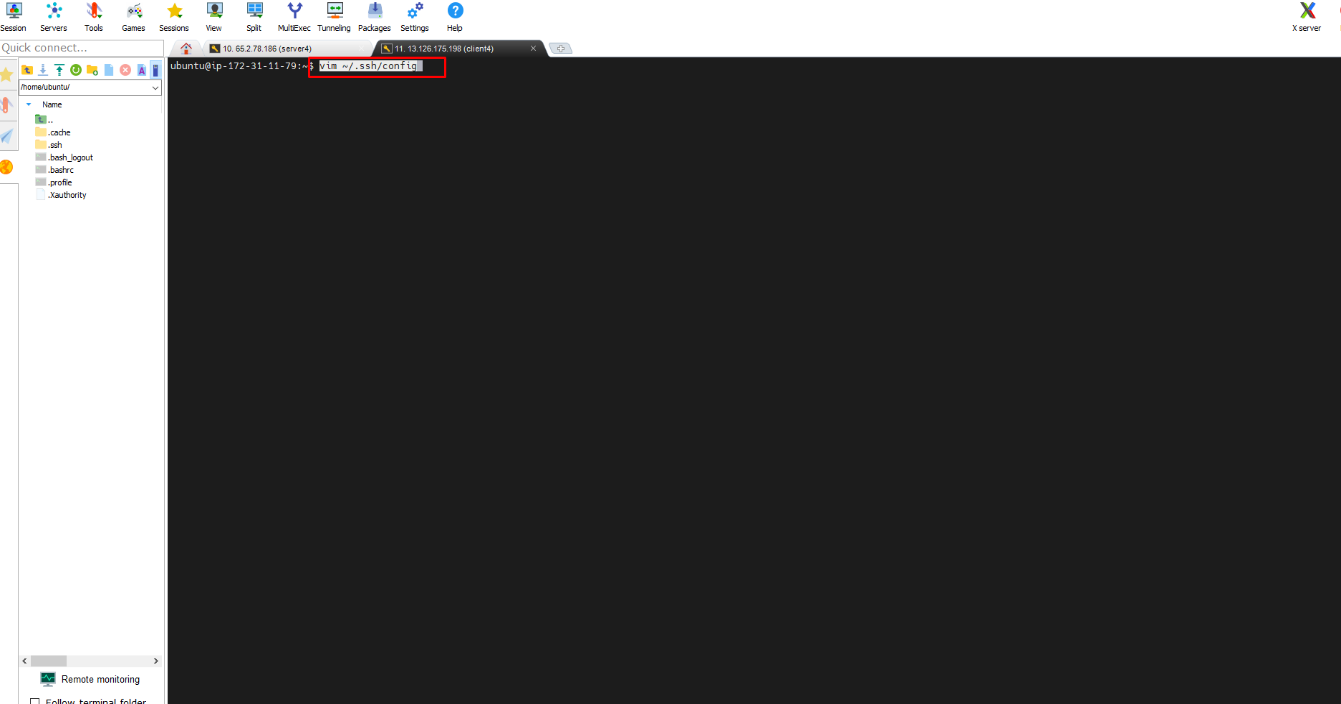 Session Servers Tools Games Sessions View Split MultiExec Tunneling Packages Settings Help X server
Quick connect...
10. 65.2.78.186 (server4)
11. 13.126.175.198 (client4)
/home/ubuntu/
Name
..
.cache
.ssh
.bash_logout
.bashrc
.profile
.Xauthority
ubuntu@ip-172-31-11-79:~$ vim ~/.ssh/config
Remote monitoring
Follow terminal folder